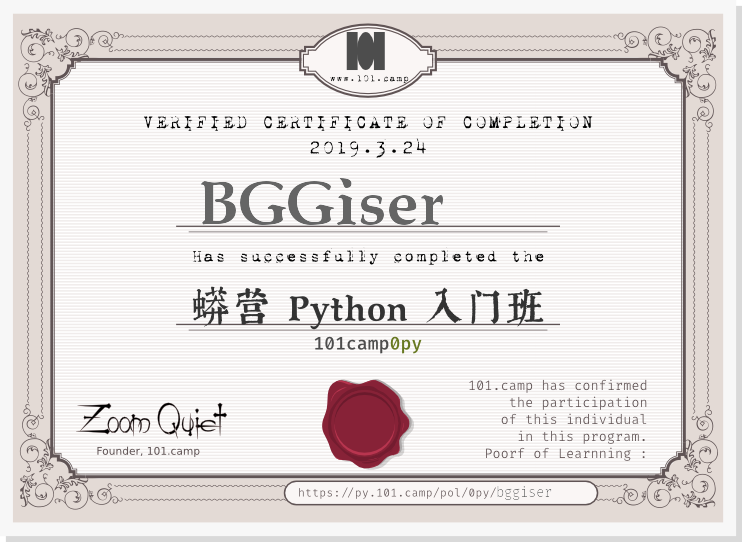 101
www.101.camp
VERIFIED CERTIFICATE OF COMPLETION
2019.3.24
BGGiser
Has successfully completed the
蟒营 Python 入门班
101camp0py
101.camp has confirmed
the participation
of this individual
in this program.
Poorf of Learnning :
Zoom Quiet
Founder, 101.camp
https://py.101.camp/pol/0py/bggiser